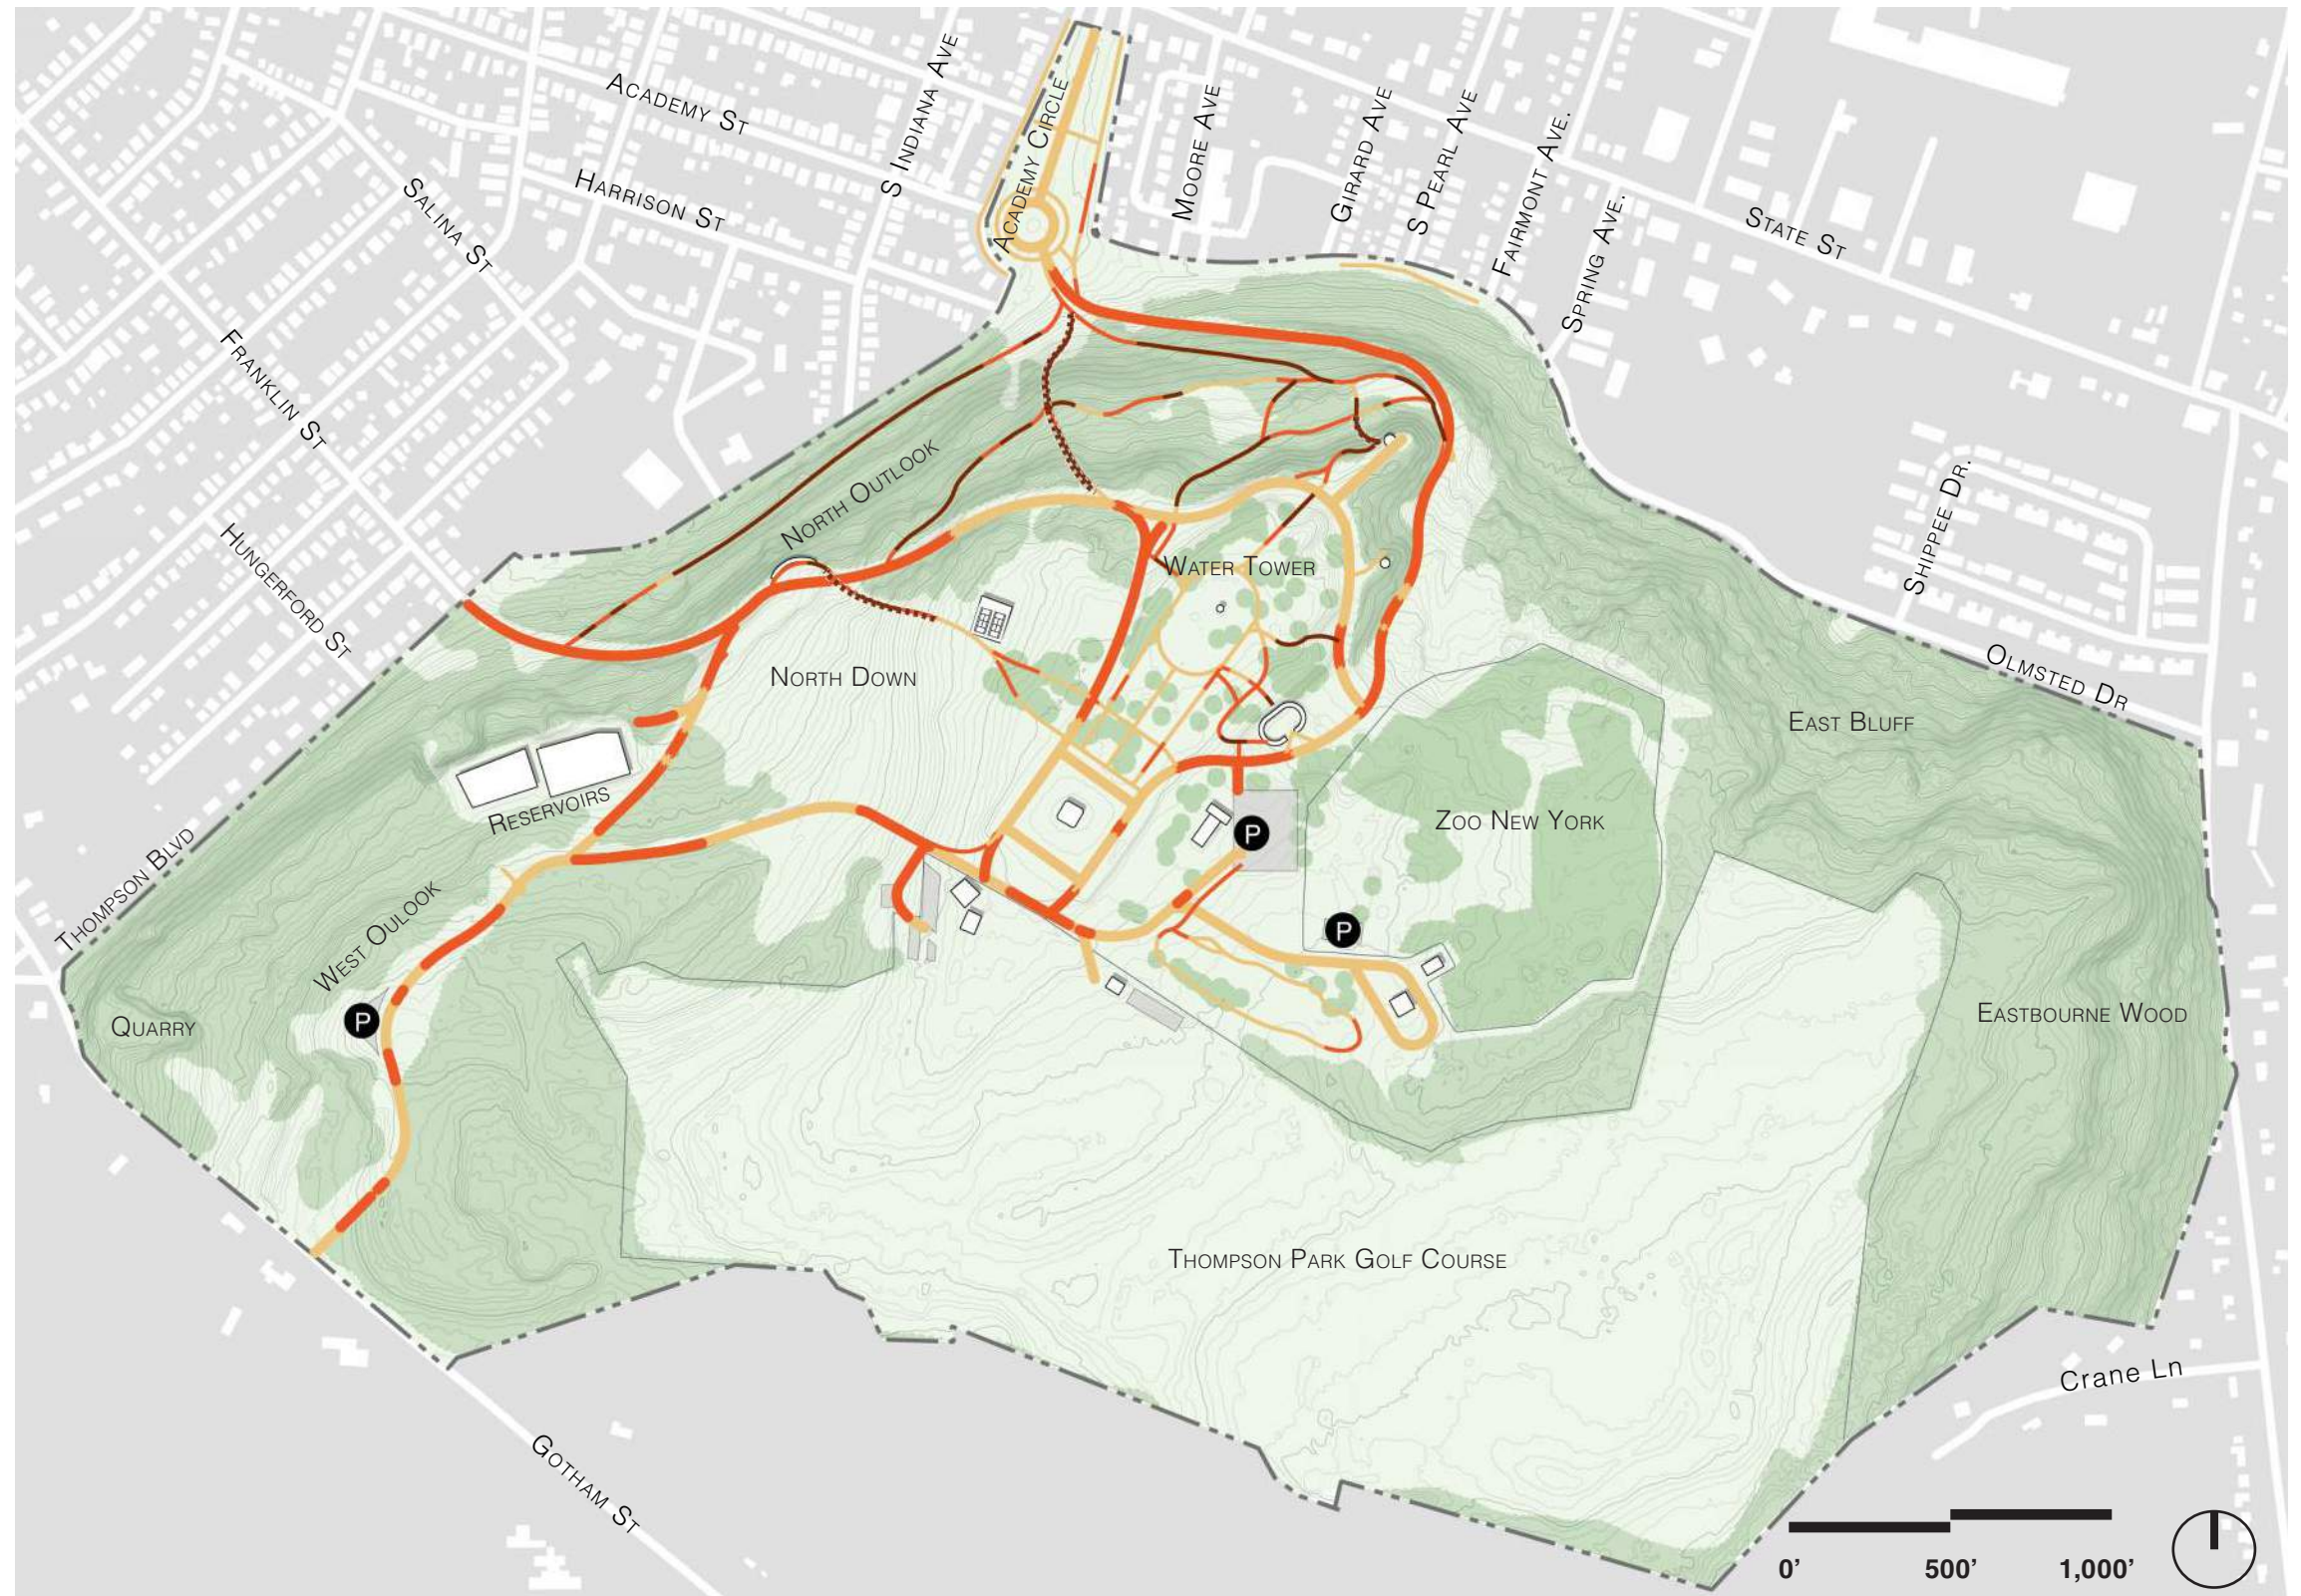 Academy St
S Indiana Ave
Academy Circle
Moore Ave
Girard Ave
S Pearl Ave
Fairmont Ave.
Spring Ave.
State St
Salina St
Harrison St
Franklin St
Hungerford St
North Outlook
Water Tower
Shippee Dr.
Olmsted Dr
North Down
East Bluff
Reservoirs
Zoo New York
P
Thompson Blvd
West Oulook
P
P
Quarry
Eastbourne Wood
Thompson Park Golf Course
Crane Ln
Gotham St
0' 500' 1,000'